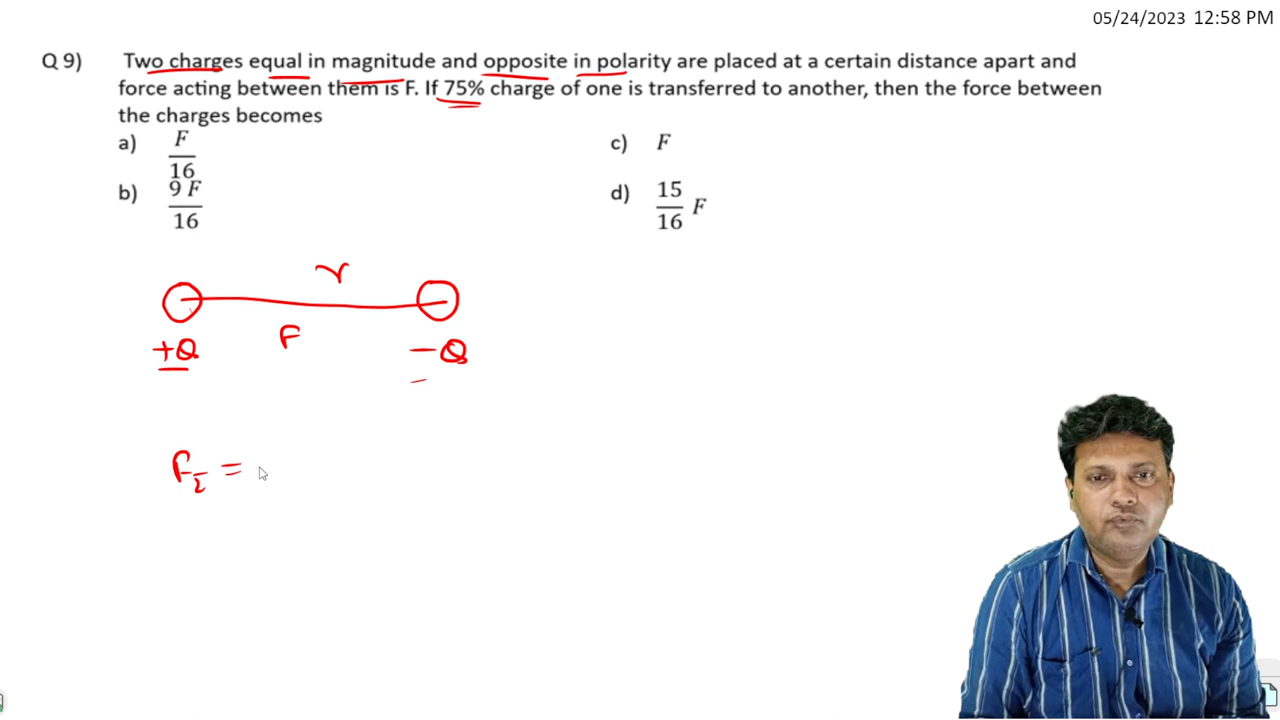 05/24/2023 12:58 PM
Q 9) Two charges equal in magnitude and opposite in polarity are placed at a certain distance apart and
force acting between them is F. If 75% charge of one is transferred to another, then the force between
the charges becomes
a) F/16
c) F
b) 9 F/16
d) 15/16 F
r
F
+Q
-Q